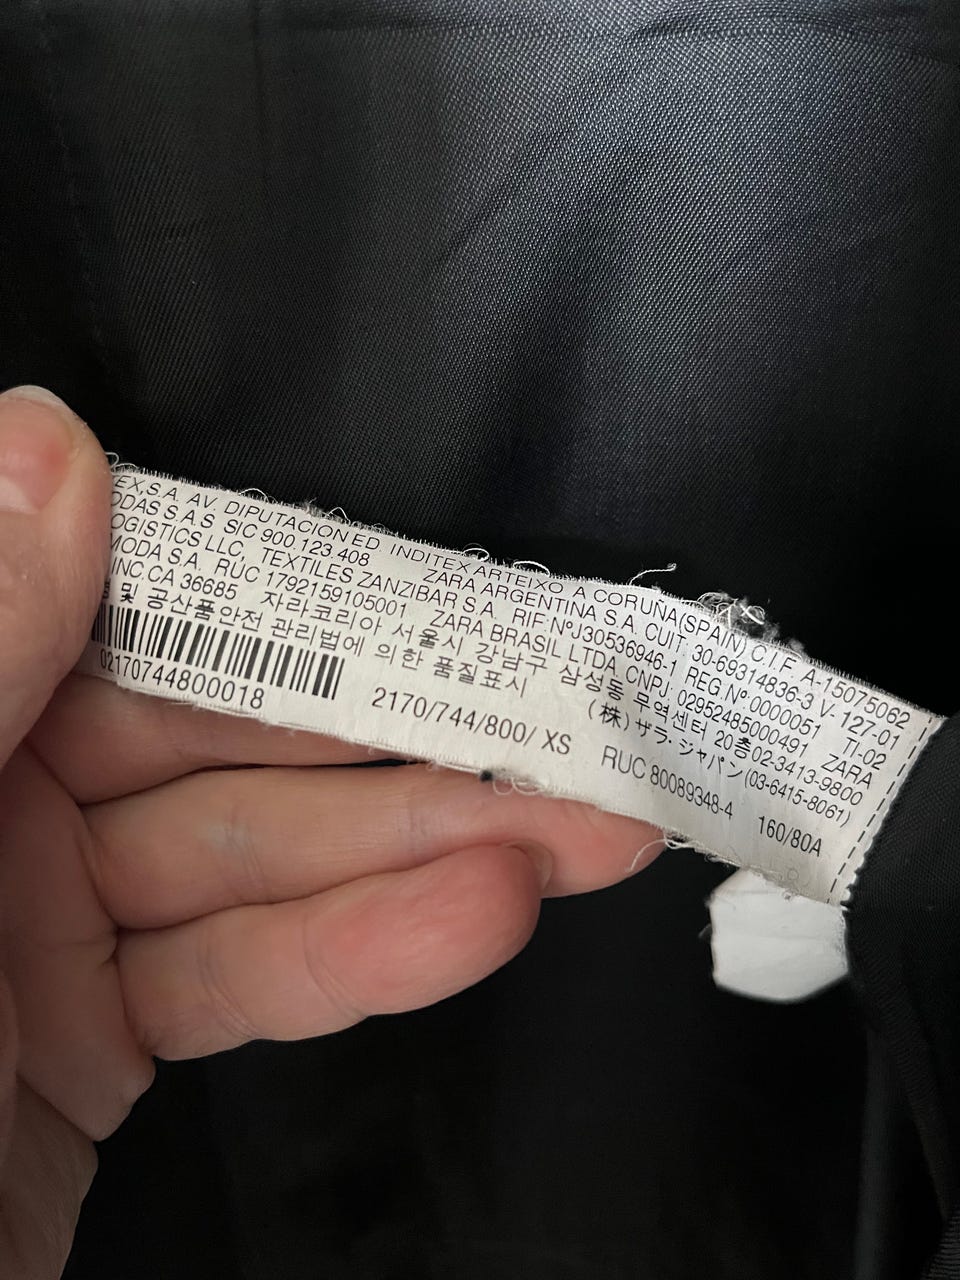 TEX,S.A. AV. DIPUTACION ED INDITEX ARTEIXO A CORUÑA(SPAIN) C.I.F. A-15075062
ODAS S.A.S SIC 900.123.408 ZARA ARGENTINA S.A. CUIT: 30-69314836-3 V-127-01
OGISTICS LLC, TEXTILES ZANZIBAR S.A. RIF:NºJ30536946-1 REG Nº.0000051 TI-02
MODA S.A. RUC 1792159105001 ZARA BRASIL LTDA, CNPJ: 02952485000491 ZARA
INC, CA 36685 자라코리아 서울시 강남구 삼성동 무역센터 20층 02-3413-9800
및 공산품안전 관리법에 의한 품질표시 (株)ザラ・ジャパン(03-6415-8061)
02170744800018 2170/744/800/ XS RUC 80089348-4 160/80A